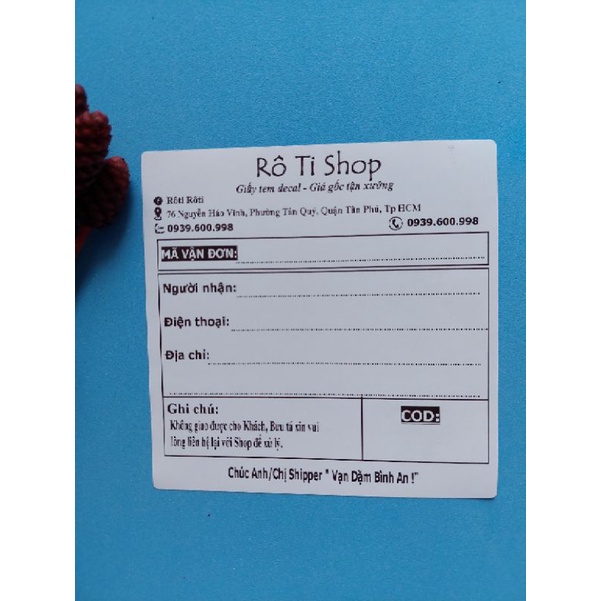 Rô Ti Shop
Giấy tem decal - Giá gốc tận xưởng
Rôti Rôti
76 Nguyễn Hào Vĩnh, Phường Tân Quý, Quận Tân Phú, Tp HCM
0939.600.998 0939.600.998
MÃ VẬN ĐƠN:
Người nhận:
Điện thoại:
Địa chỉ:
Ghi chú: COD:
Không giao được cho Khách, Bưu tá xin vui
lòng liên hệ lại với Shop để xử lý.
Chúc Anh/Chị Shipper " Vạn Dặm Bình An !"